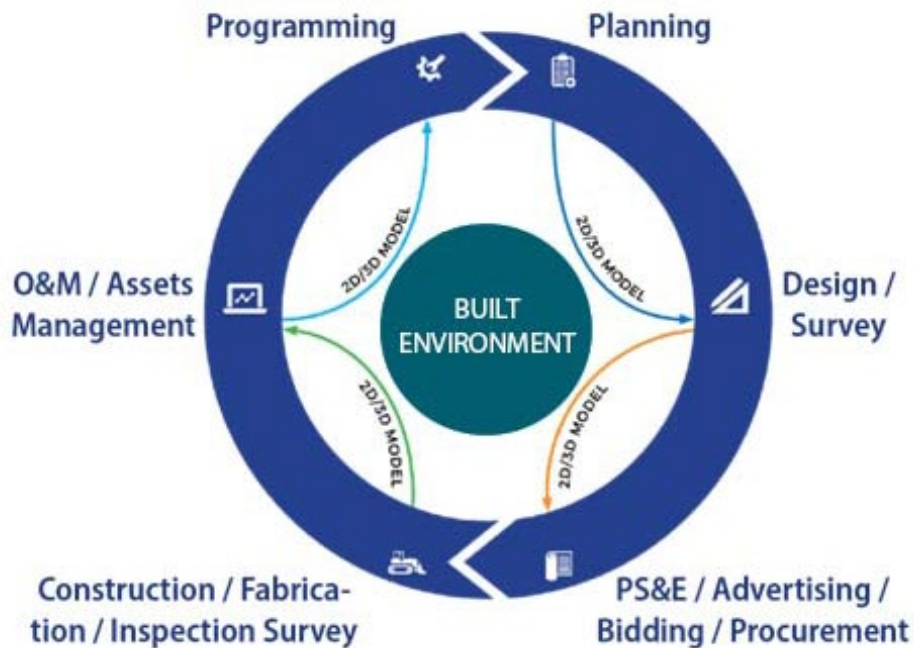 Programming
Planning
2D/3D MODEL
2D/3D MODEL
O&M / Assets
Management
BUILT
ENVIRONMENT
Design /
Survey
2D/3D MODEL
2D/3D MODEL
Construction / Fabrica-
tion / Inspection Survey
PS&E / Advertising /
Bidding / Procurement